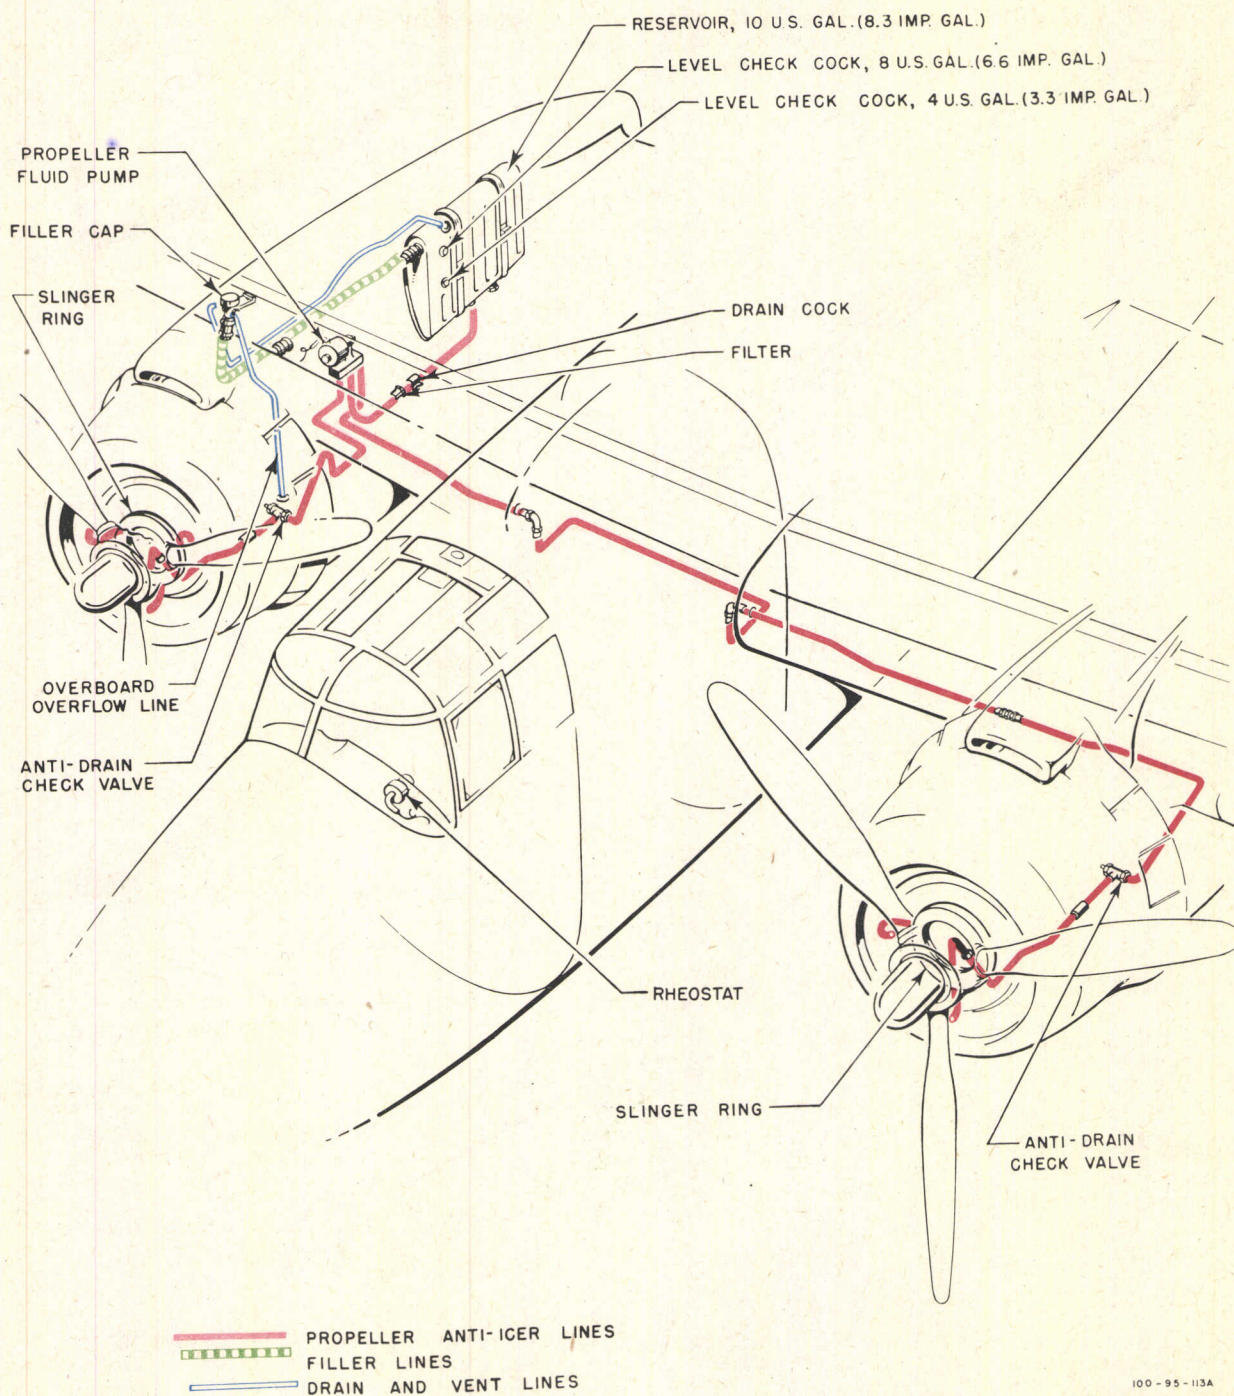 RESERVOIR, 10 U.S. GAL.(8.3 IMP. GAL.)
LEVEL CHECK COCK, 8 U.S. GAL.(6.6 IMP. GAL.)
LEVEL CHECK COCK, 4 U.S. GAL.(3.3 IMP. GAL.)
PROPELLER
FLUID PUMP
FILLER CAP
SLINGER
RING
DRAIN COCK
FILTER
OVERBOARD
OVERFLOW LINE
ANTI-DRAIN
CHECK VALVE
RHEOSTAT
SLINGER RING
ANTI-DRAIN
CHECK VALVE
PROPELLER ANTI-ICER LINES
FILLER LINES
DRAIN AND VENT LINES
100-95-113A